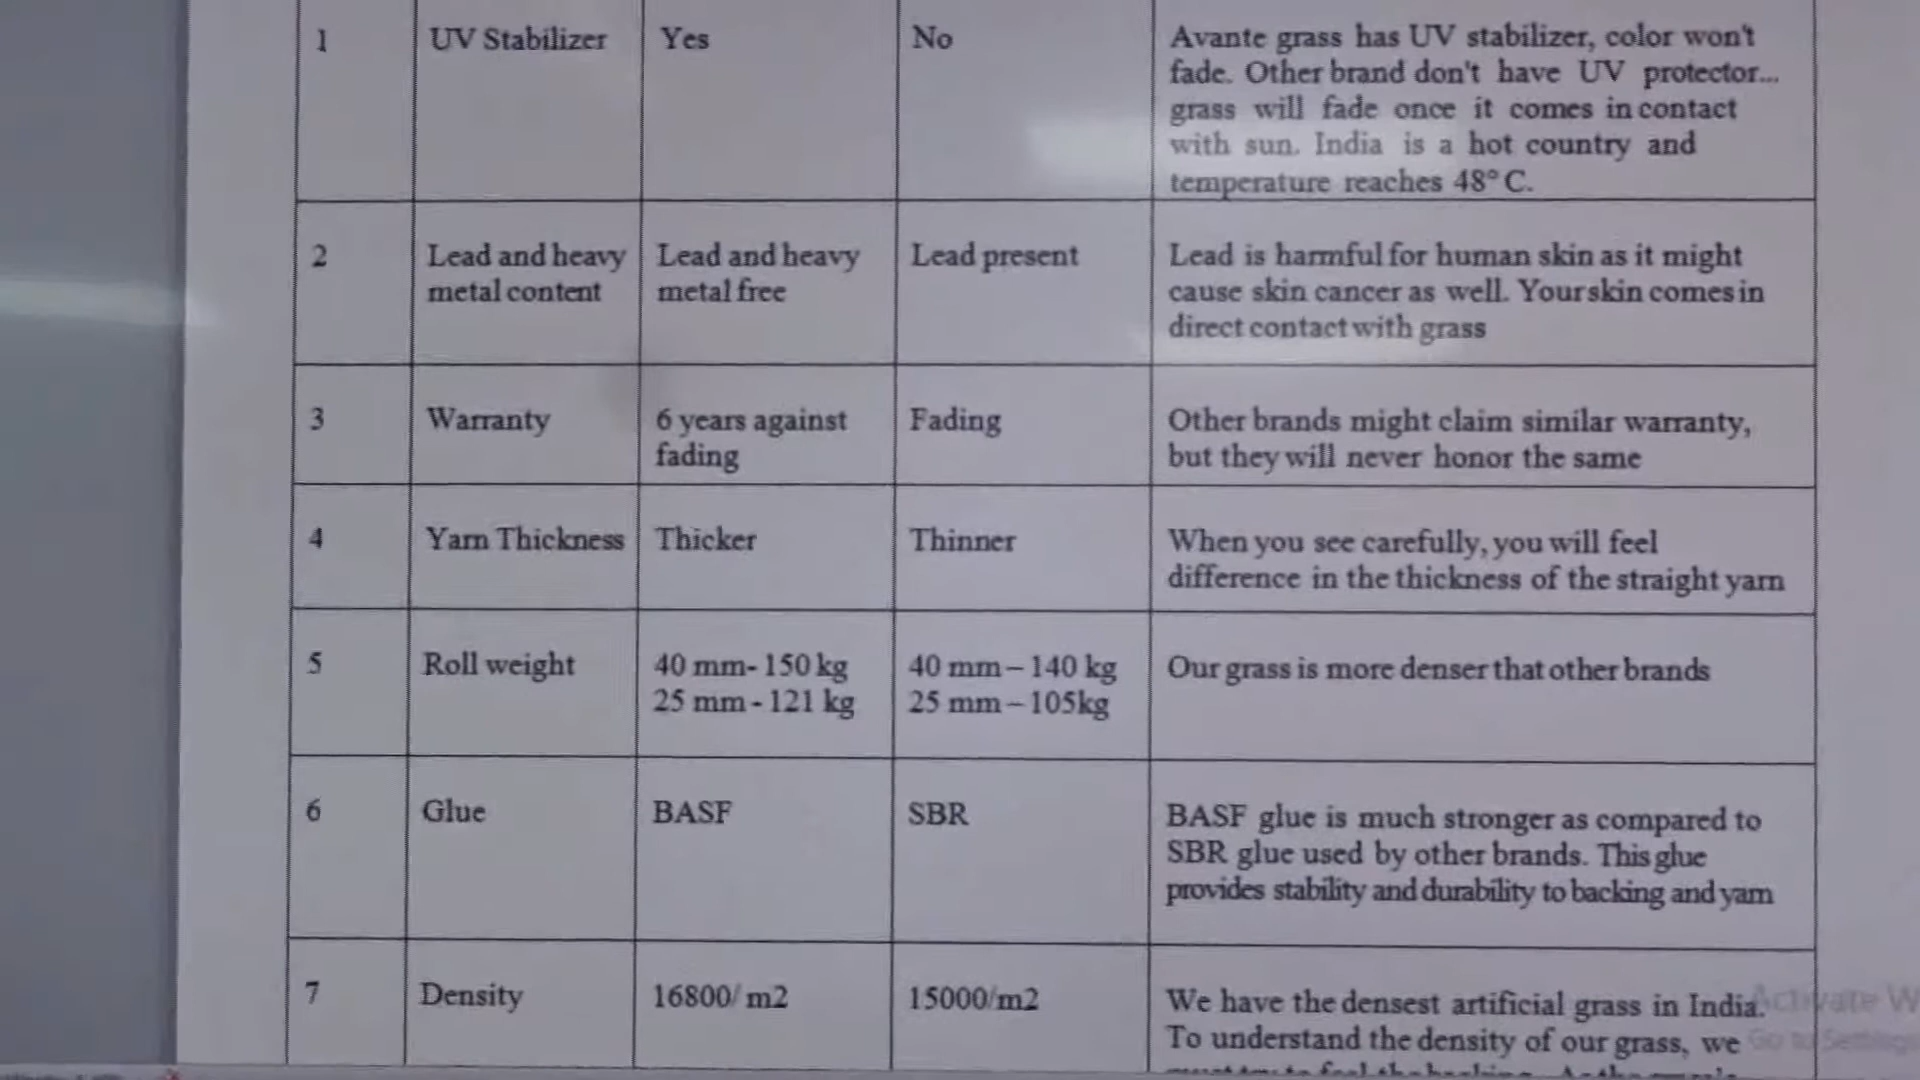 1 UV Stabilizer Yes No Avante grass has UV stabilizer, color won't
fade. Other brand don't have UV protector...
grass will fade once it comes in contact
with sun. India is a hot country and
temperature reaches 48° C.
2 Lead and heavy Lead and heavy Lead present Lead is harmful for human skin as it might
metal content metal free cause skin cancer as well. Your skin comes in
direct contact with grass
3 Warranty 6 years against Fading Other brands might claim similar warranty,
fading but they will never honor the same
4 Yarn Thickness Thicker Thinner When you see carefully, you will feel
difference in the thickness of the straight yarn
5 Roll weight 40 mm- 150 kg 40 mm – 140 kg Our grass is more denser that other brands
25 mm - 121 kg 25 mm – 105kg
6 Glue BASF SBR BASF glue is much stronger as compared to
SBR glue used by other brands. This glue
provides stability and durability to backing and yarn
7 Density 16800/ m2 15000/m2 We have the densest artificial grass in India.
To understand the density of our grass, we
Activate W
Go to Settings